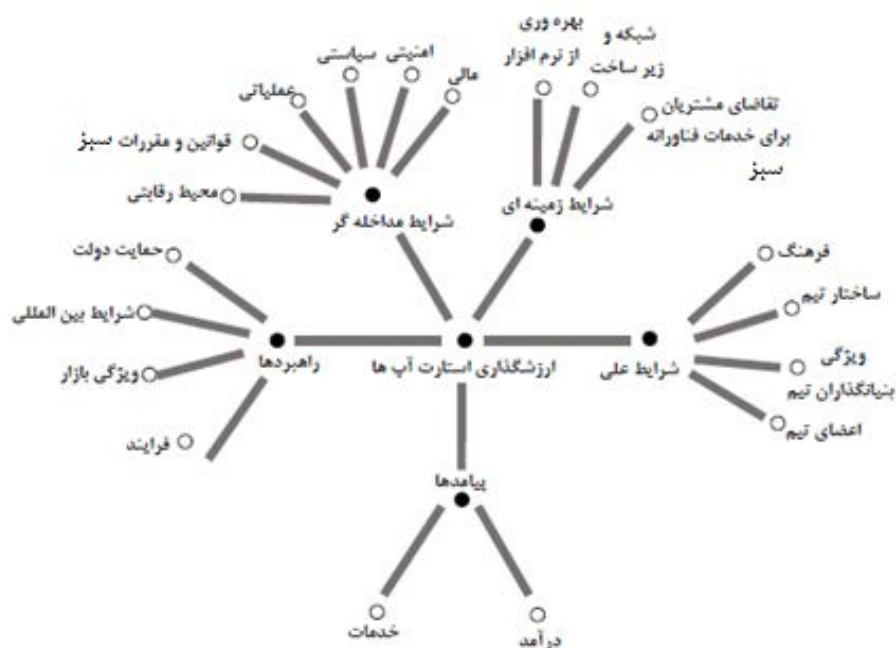 بهره وری
از نرم افزار
شبکه و
زیر ساخت
تقاضای مشتریان
برای خدمات فناورانه
سبز
شرایط زمینه ای
مالی
امنیتی
سیاستی
عملیاتی
قوانین و مقررات سبز
محیط رقابتی
شرایط مداخله گر
فرهنگ
ساختار تیم
ویژگی
بنیانگذاران تیم
اعضای تیم
شرایط علی
ارزشگذاری استارت آپ ها
راهبردها
حمایت دولت
شرایط بین المللی
ویژگی بازار
فرایند
پیامدها
درآمد
خدمات